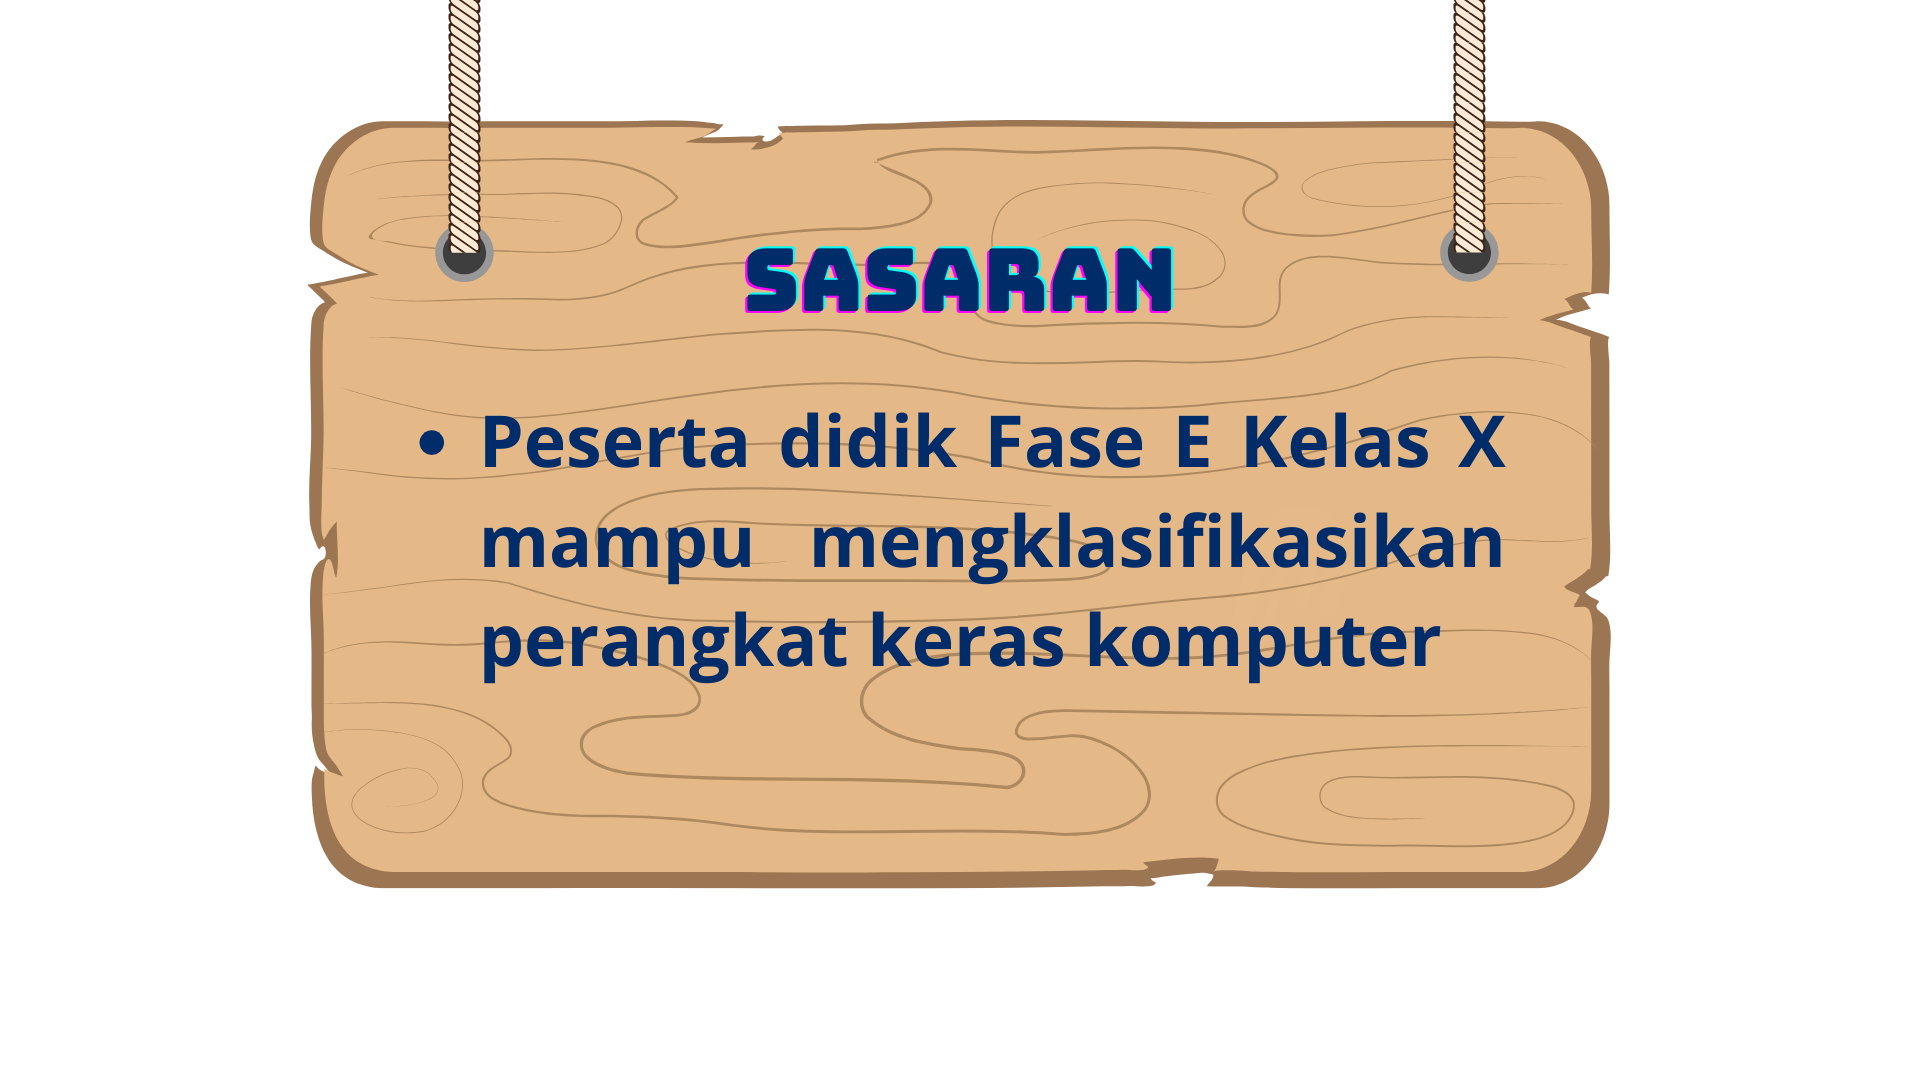 SASARAN
• Peserta didik Fase E Kelas X
mampu mengklasifikasikan
perangkat keras komputer